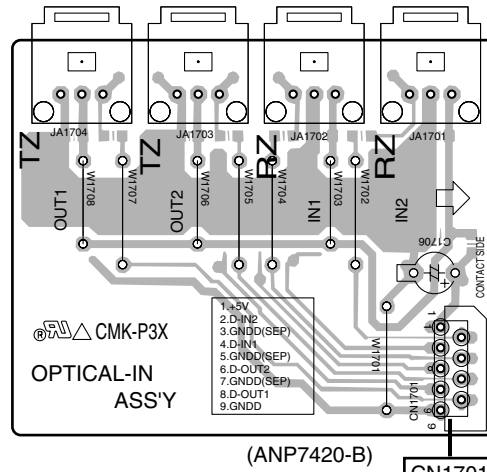 JA1704
JA1703
JA1702
JA1701
TZ
TZ
RZ
RZ
W1708
W1707
W1706
W1705
W1704
W1703
W1702
OUT1
OUT2
IN1
IN2
C1706
CONTACT SIDE
1.+5V
2.D-IN2
3.GNDD(SEP)
4.D-IN1
5.GNDD(SEP)
6.D-OUT2
7.GNDD(SEP)
8.D-OUT1
9.GNDD
CMK-P3X
OPTICAL-IN
ASS'Y
W1701
CN1701
1
1
9
9
(ANP7420-B)
CN1701